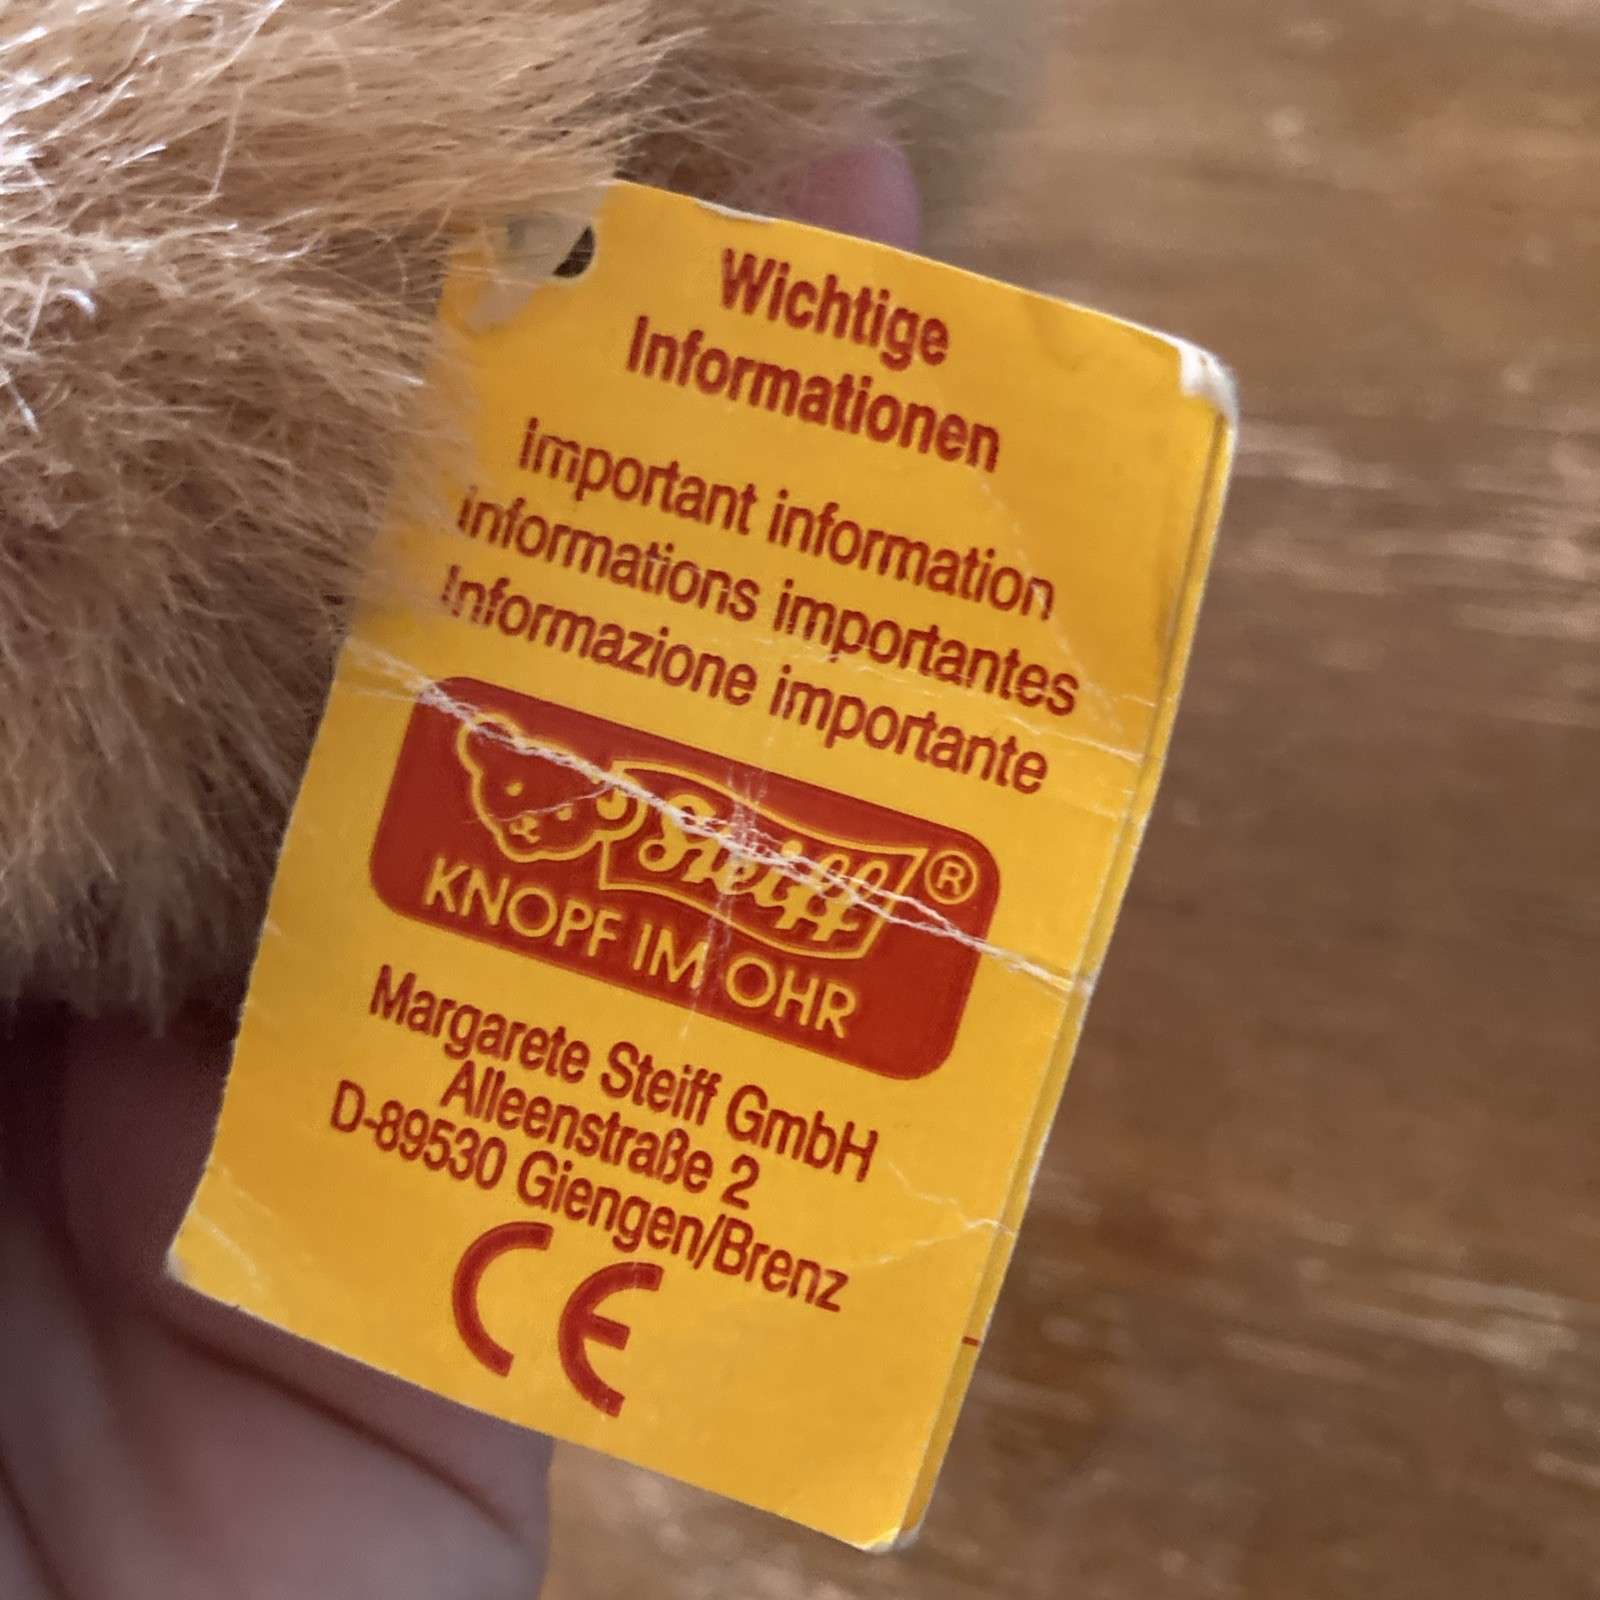 Wichtige
Informationen
Important information
Informations importantes
Informazione importante
Steiff ®
KNOPF IM OHR
Margarete Steiff GmbH
Alleenstraße 2
D-89530 Giengen/Brenz
CE